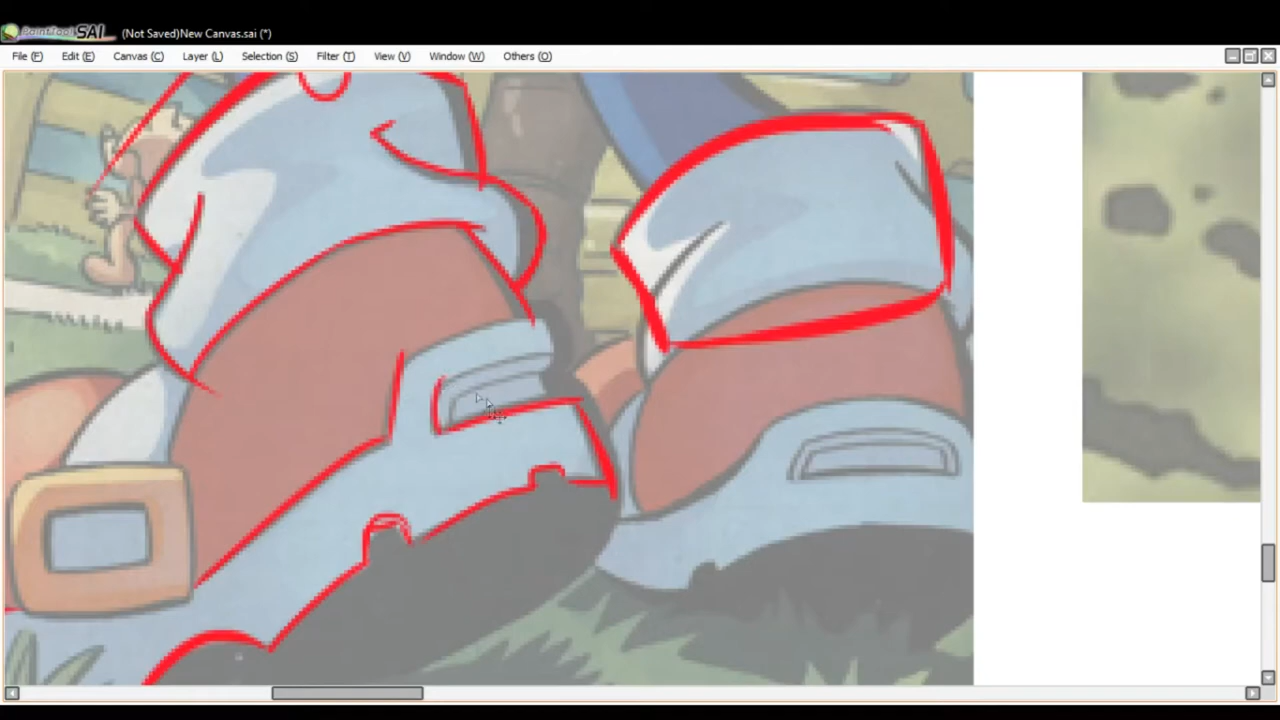 PaintTool SAI (Not Saved)New Canvas.sai (*)
File (F) Edit (E) Canvas (C) Layer (L) Selection (S) Filter (T) View (V) Window (W) Others (O)